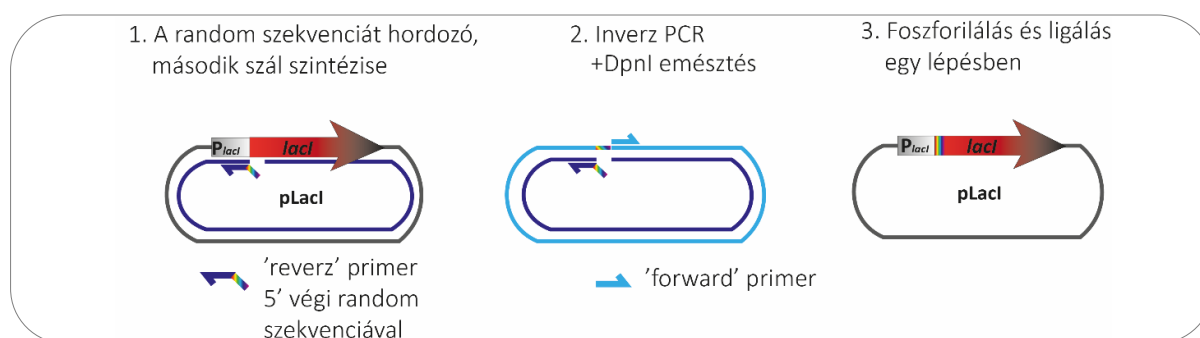 1. A random szekvenciát hordozó,
második szál szintézise
2. Inverz PCR
+DpnI emésztés
3. Foszforilálás és ligálás
egy lépésben
PlacI
lacI
pLacI
PlacI
lacI
pLacI
'reverz' primer
5' végi random
szekvenciával
'forward' primer